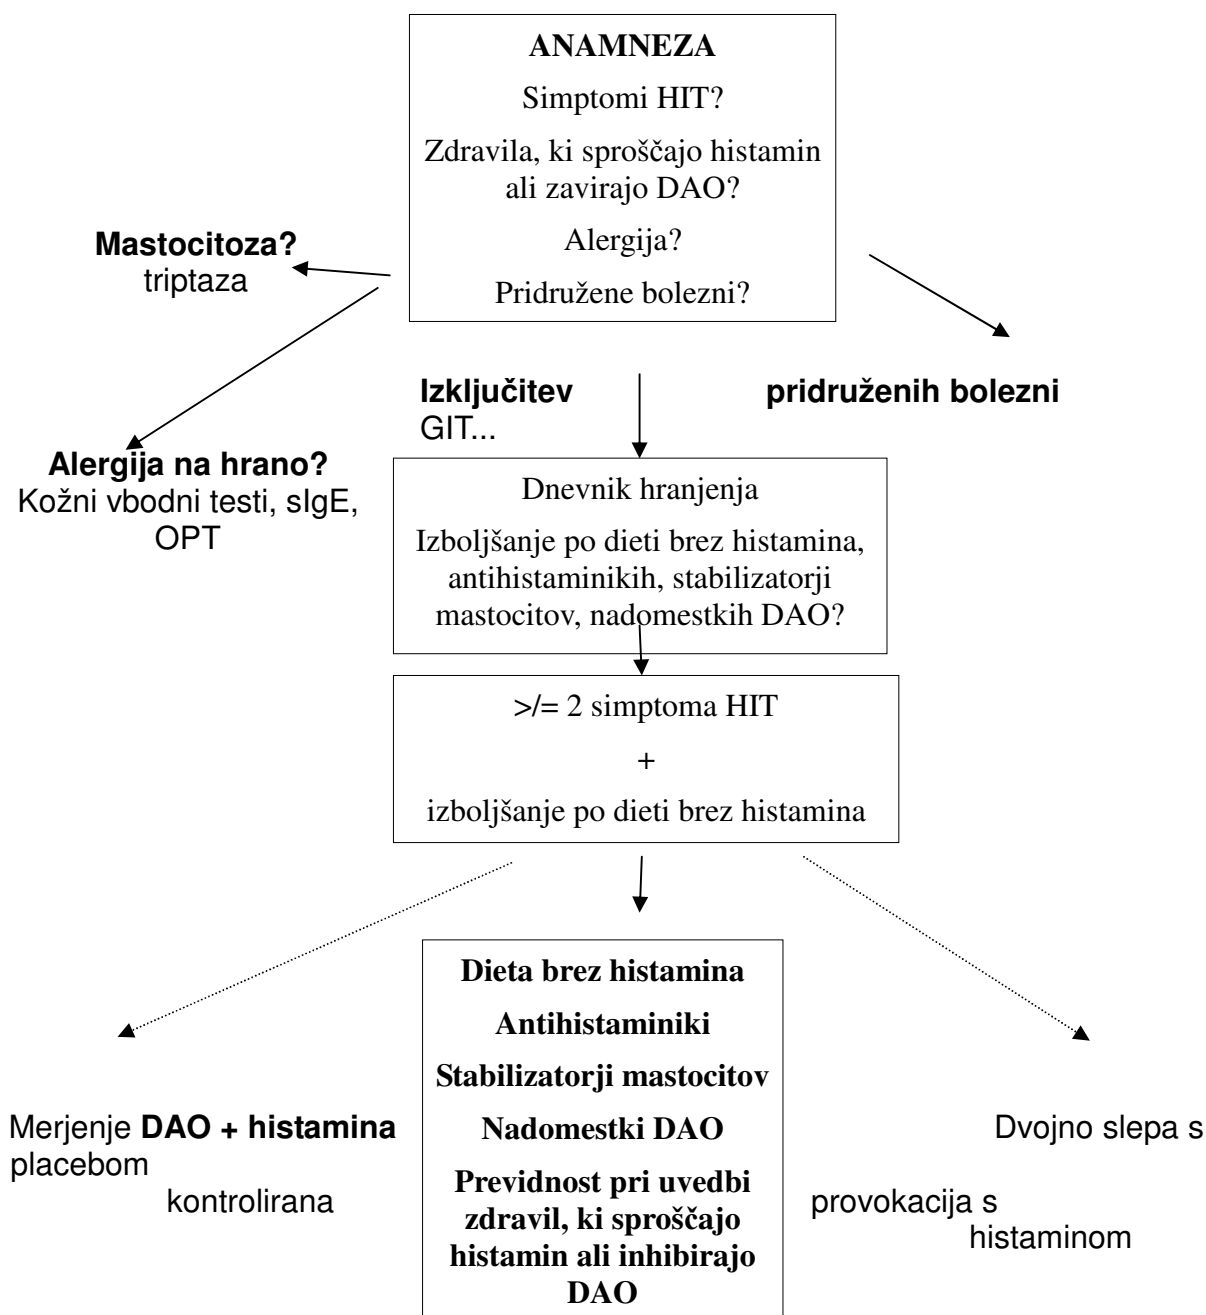 ANAMNEZA
Simptomi HIT?
Zdravila, ki sproščajo histamin
ali zavirajo DAO?
Alergija?
Pridružene bolezni?
Mastocitoza?
triptaza
Izključitev pridruženih bolezni
GIT...
Alergija na hrano?
Kožni vbodni testi, sIgE,
OPT
Dnevnik hranjenja
Izboljšanje po dieti brez histamina,
antihistaminikih, stabilizatorji
mastocitov, nadomestkih DAO?
>/= 2 simptoma HIT
+
izboljšanje po dieti brez histamina
Dieta brez histamina
Antihistaminiki
Stabilizatorji mastocitov
Nadomestki DAO
Previdnost pri uvedbi
zdravil, ki sproščajo
histamin ali inhibirajo
DAO
Merjenje DAO + histamina Dvojno slepa s
placebom
kontrolirana provokacija s
histaminom